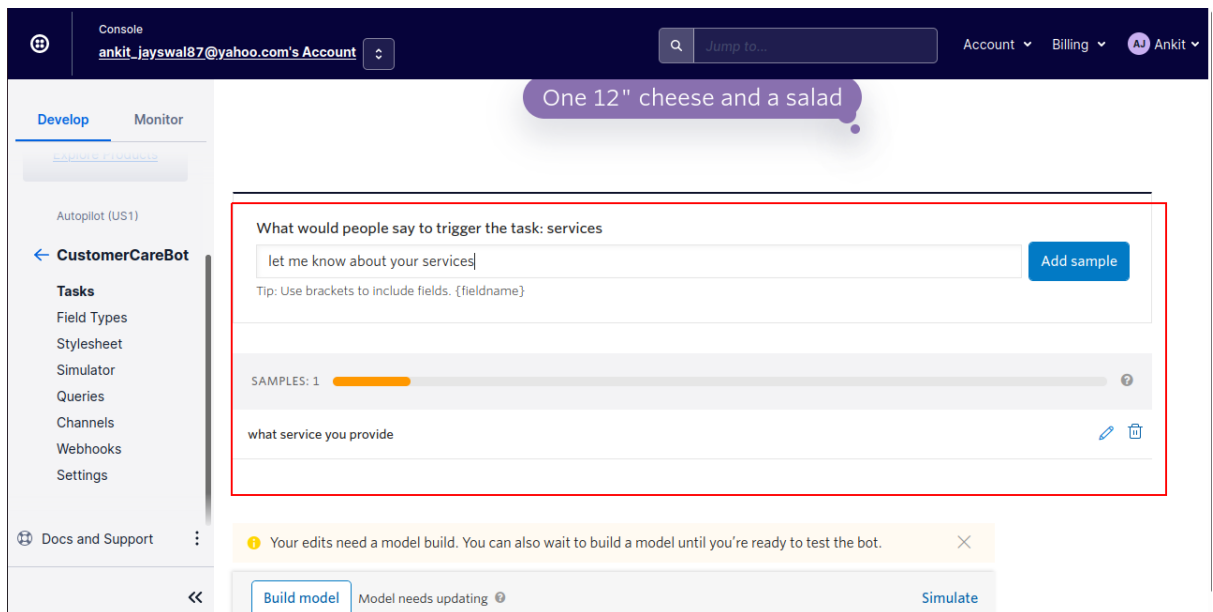 Console
ankit_jayswal87@yahoo.com's Account
Jump to...
Account
Billing
AJ Ankit
One 12" cheese and a salad
Develop Monitor
Explore Products
Autopilot (US1)
CustomerCareBot
Tasks
Field Types
Stylesheet
Simulator
Queries
Channels
Webhooks
Settings
Docs and Support
What would people say to trigger the task: services
let me know about your services
Add sample
Tip: Use brackets to include fields. {fieldname}
SAMPLES: 1
what service you provide
Your edits need a model build. You can also wait to build a model until you're ready to test the bot.
Build model Model needs updating Simulate